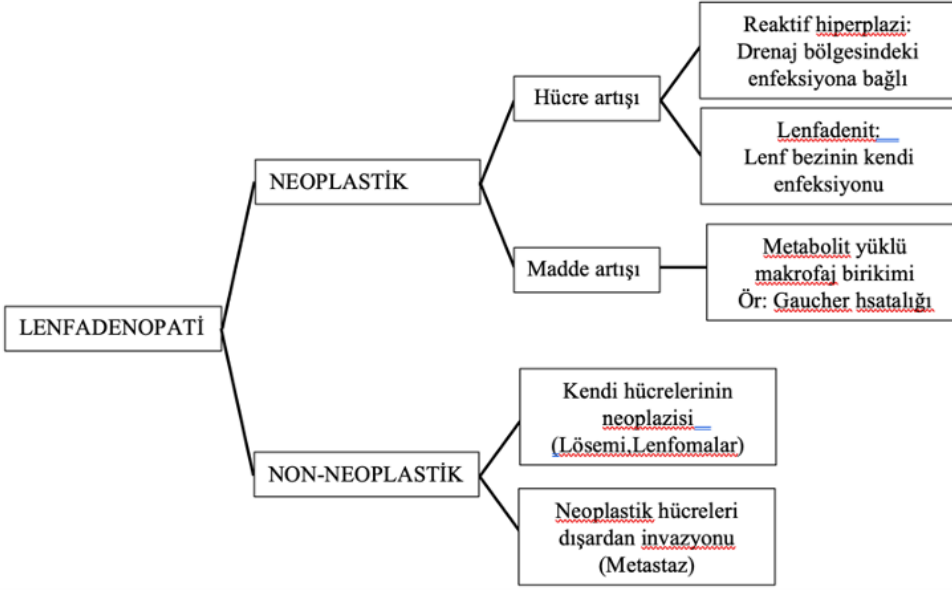 LENFADENOPATİ
NEOPLASTİK
Hücre artışı
Reaktif hiperplazi:
Drenaj bölgesindeki
enfeksiyona bağlı
Lenfadenit:
Lenf bezinin kendi
enfeksiyonu
Madde artışı
Metabolit yüklü
makrofaj birikimi
Ör: Gaucher hsatalığı
NON-NEOPLASTİK
Kendi hücrelerinin
neoplazisi
(Lösemi,Lenfomalar)
Neoplastik hücreleri
dışardan invazyonu
(Metastaz)